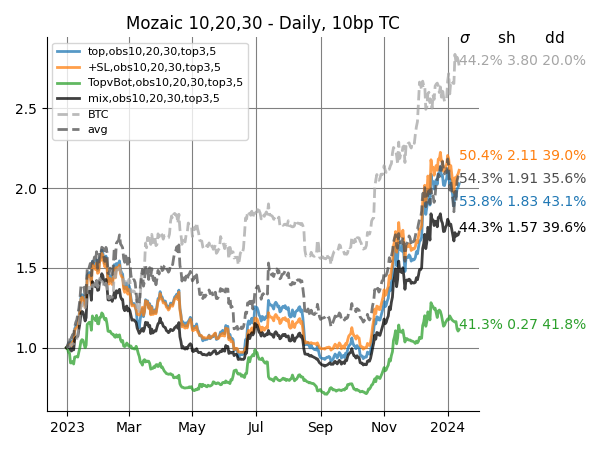 Mozaic 10,20,30 - Daily, 10bp TC
σ sh dd
top,obs10,20,30,top3,5
+SL,obs10,20,30,top3,5
TopvBot,obs10,20,30,top3,5
mix,obs10,20,30,top3,5
BTC
avg
44.2% 3.80 20.0%
50.4% 2.11 39.0%
54.3% 1.91 35.6%
53.8% 1.83 43.1%
44.3% 1.57 39.6%
41.3% 0.27 41.8%
2.5
2.0
1.5
1.0
2023 Mar May Jul Sep Nov 2024